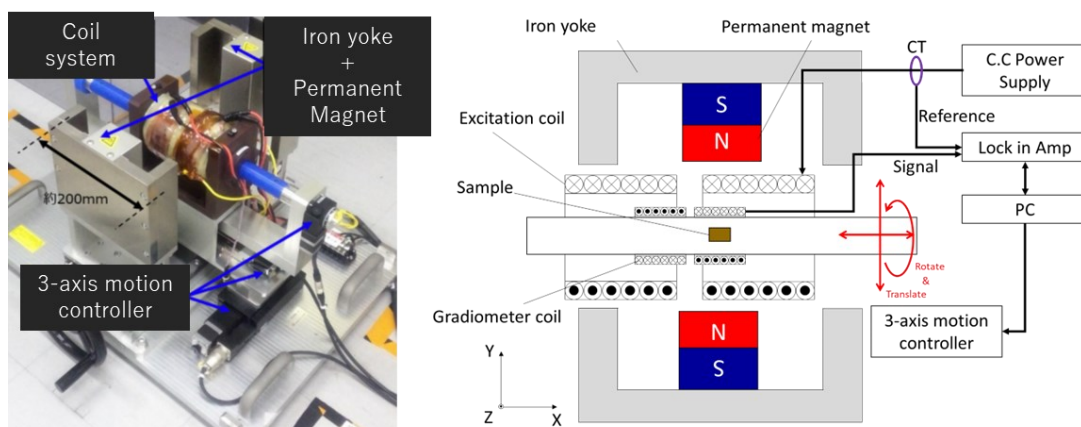 Coil
system
Iron yoke
+
Permanent
Magnet
約200mm
3-axis motion
controller
Iron yoke
Permanent magnet
CT
C.C Power
Supply
S
N
Reference
Excitation coil
Lock in Amp
Signal
Sample
PC
Rotate
&
Translate
Gradiometer coil
3-axis motion
controller
N
S
Y
Z
X